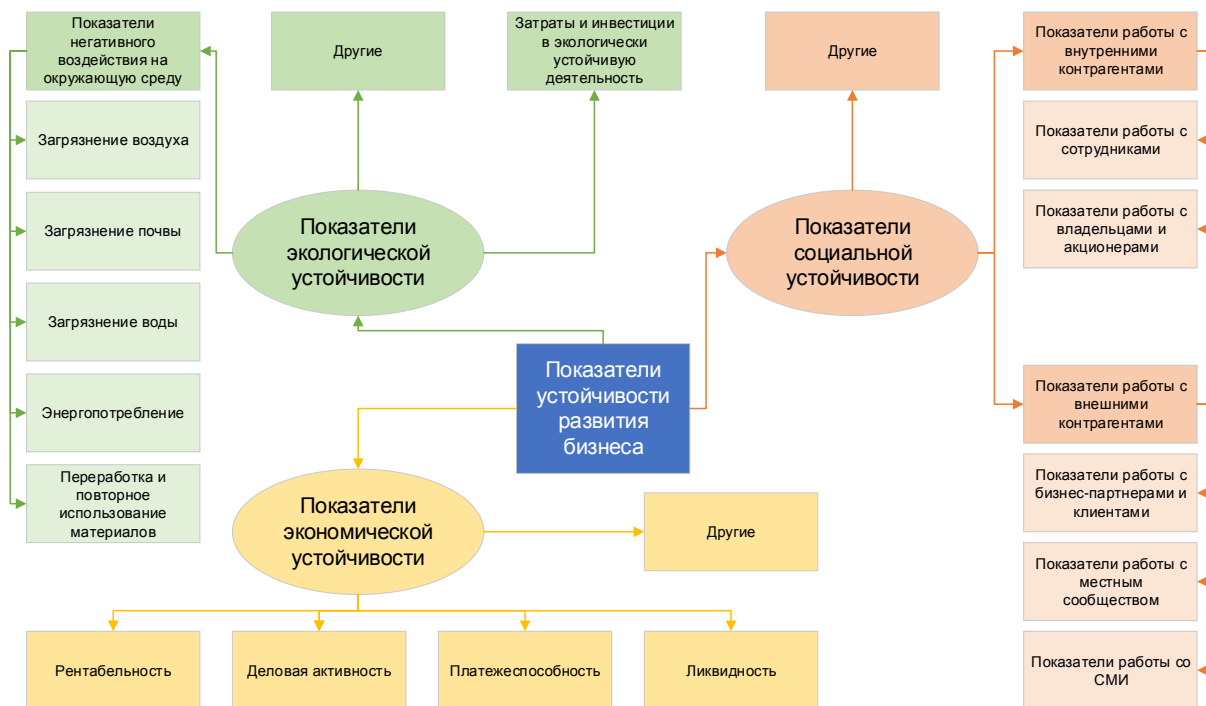 Показатели
негативного
воздействия на
окружающую среду
Другие
Затраты и инвестиции
в экологически
устойчивую
деятельность
Другие
Показатели работы с
внутренними
контрагентами
Загрязнение воздуха
Показатели работы с
сотрудниками
Загрязнение почвы
Показатели
экологической
устойчивости
Показатели
социальной
устойчивости
Показатели работы с
владельцами и
акционерами
Загрязнение воды
Показатели
устойчивости
развития
бизнеса
Энергопотребление
Показатели работы с
внешними
контрагентами
Переработка и
повторное
использование
материалов
Показатели
экономической
устойчивости
Другие
Показатели работы с
бизнес-партнерами и
клиентами
Показатели работы с
местным
сообществом
Рентабельность
Деловая активность
Платежеспособность
Ликвидность
Показатели работы со
СМИ